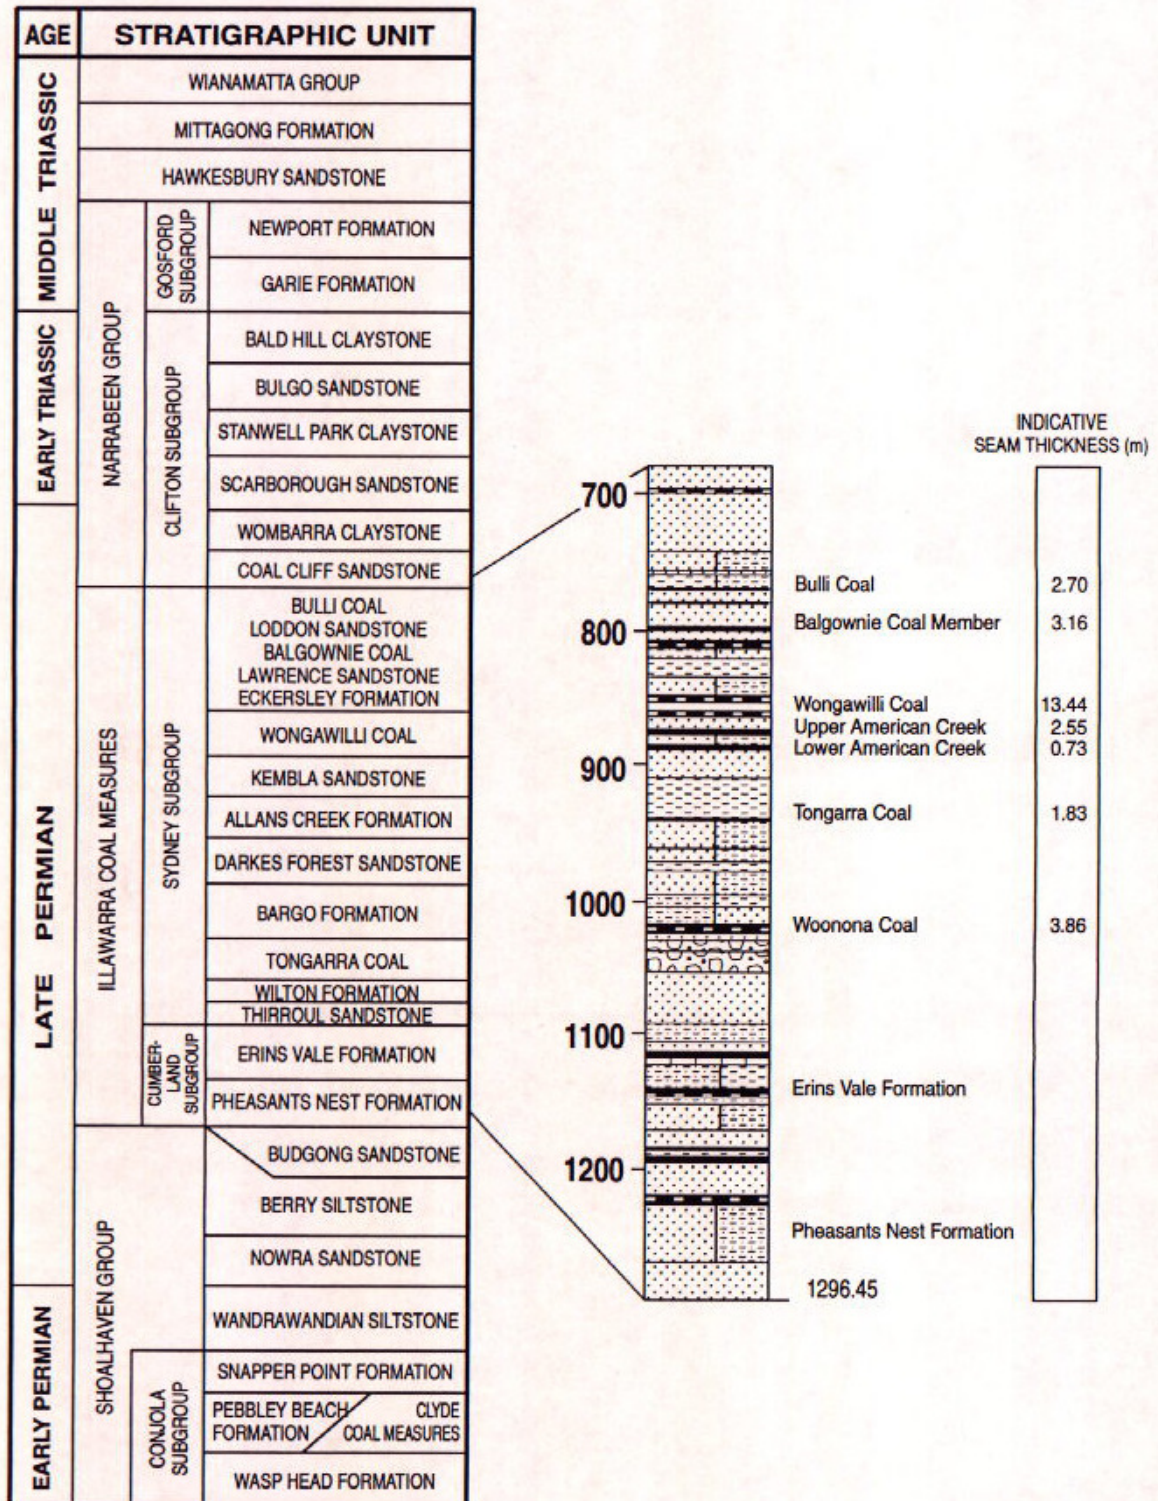 AGE
STRATIGRAPHIC UNIT
MIDDLE TRIASSIC
EARLY TRIASSIC
LATE PERMIAN
EARLY PERMIAN
WIANAMATTA GROUP
MITTAGONG FORMATION
HAWKESBURY SANDSTONE
NARRABEEN GROUP
GOSFORD
SUBGROUP
NEWPORT FORMATION
GARIE FORMATION
CLIFTON SUBGROUP
BALD HILL CLAYSTONE
BULGO SANDSTONE
STANWELL PARK CLAYSTONE
SCARBOROUGH SANDSTONE
WOMBARRA CLAYSTONE
COAL CLIFF SANDSTONE
ILLAWARRA COAL MEASURES
SYDNEY SUBGROUP
BULLI COAL
LODDON SANDSTONE
BALGOWNIE COAL
LAWRENCE SANDSTONE
ECKERSLEY FORMATION
WONGAWILLI COAL
KEMBLA SANDSTONE
ALLANS CREEK FORMATION
DARKES FOREST SANDSTONE
BARGO FORMATION
TONGARRA COAL
WILTON FORMATION
THIRROUL SANDSTONE
CUMBER-
LAND
SUBGROUP
ERINS VALE FORMATION
PHEASANTS NEST FORMATION
SHOALHAVEN GROUP
BUDGONG SANDSTONE
BERRY SILTSTONE
NOWRA SANDSTONE
WANDRAWANDIAN SILTSTONE
CONJOLA
SUBGROUP
SNAPPER POINT FORMATION
PEBBLEY BEACH
FORMATION
CLYDE
COAL MEASURES
WASP HEAD FORMATION
700
800
900
1000
1100
1200
INDICATIVE
SEAM THICKNESS (m)
Bulli Coal 2.70
Balgownie Coal Member 3.16
Wongawilli Coal 13.44
Upper American Creek 2.55
Lower American Creek 0.73
Tongarra Coal 1.83
Woonona Coal 3.86
Erins Vale Formation
Pheasants Nest Formation
1296.45